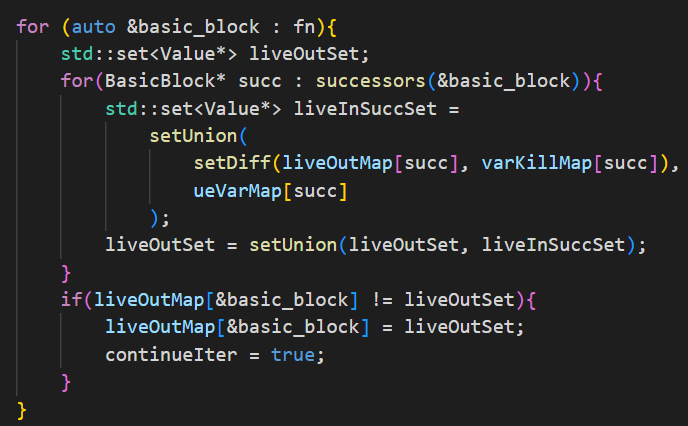 for (auto &basic_block : fn){
    std::set<Value*> liveOutSet;
    for(BasicBlock* succ : successors(&basic_block)){
        std::set<Value*> liveInSuccSet =
            setUnion(
                setDiff(liveOutMap[succ], varKillMap[succ]),
                ueVarMap[succ]
            );
        liveOutSet = setUnion(liveOutSet, liveInSuccSet);
    }
    if(liveOutMap[&basic_block] != liveOutSet){
        liveOutMap[&basic_block] = liveOutSet;
        continueIter = true;
    }
}